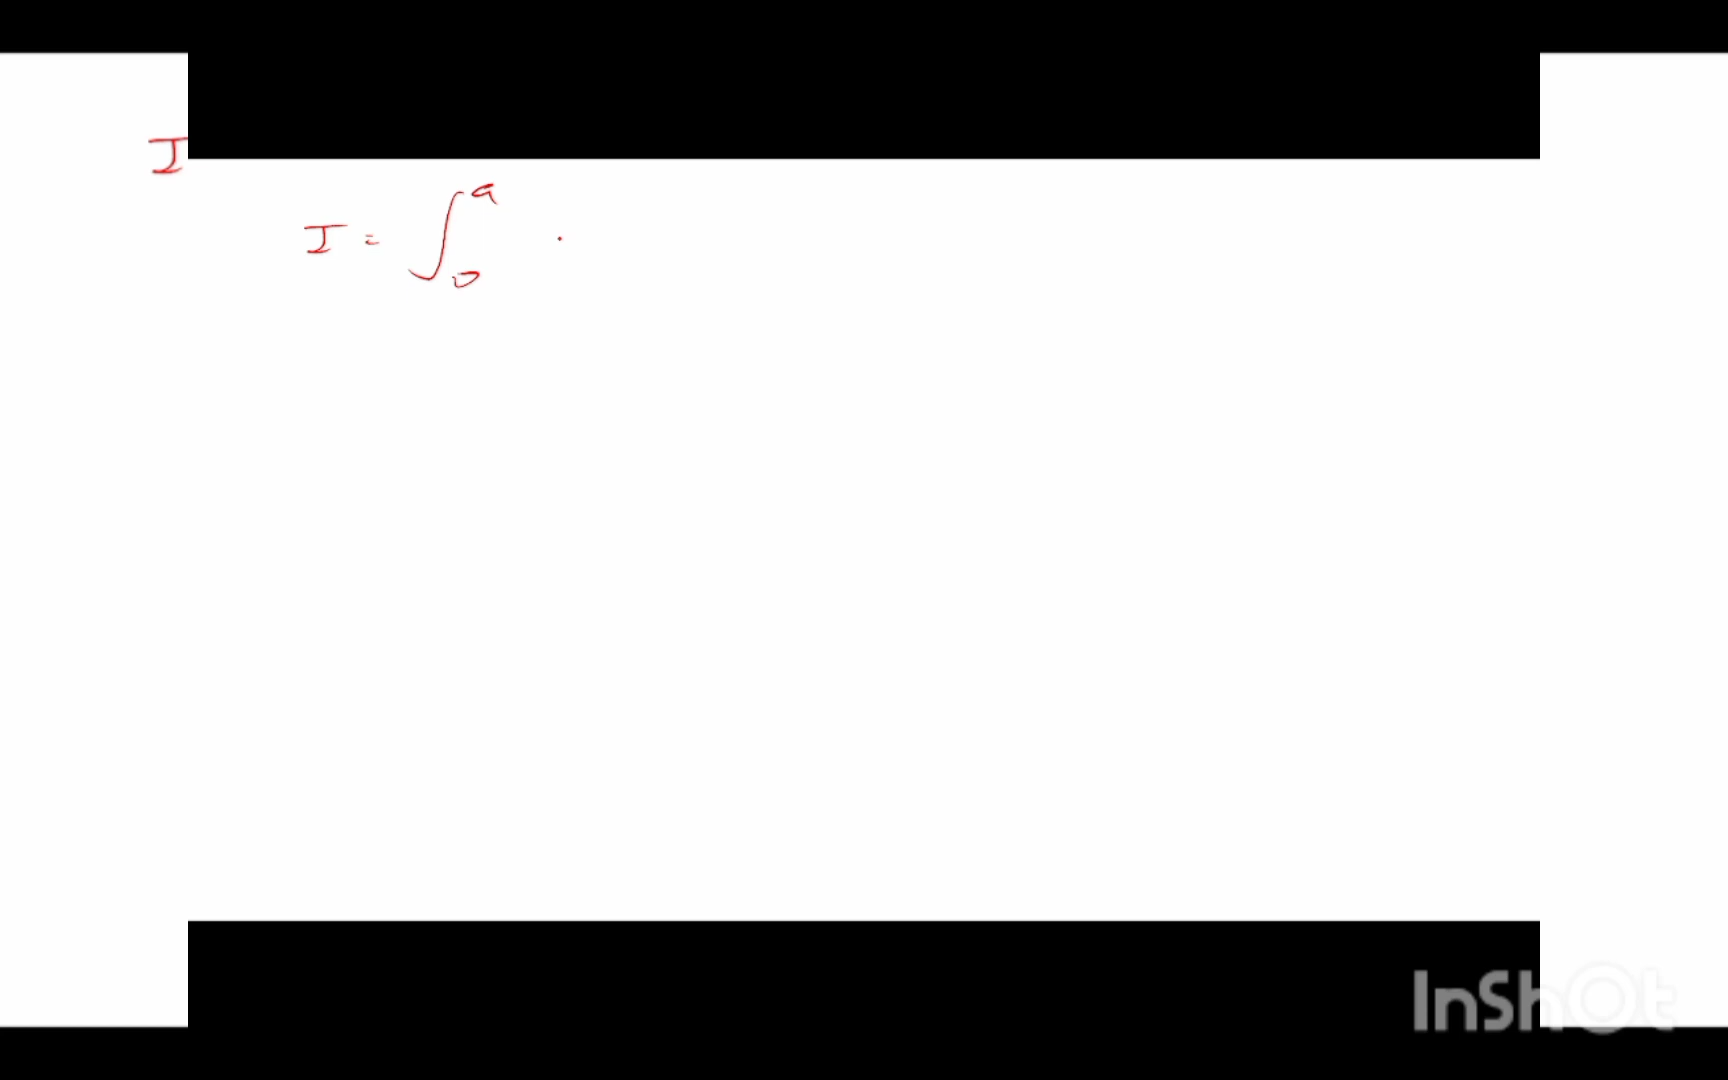 I
I = ∫₀ᵃ .
InShOt